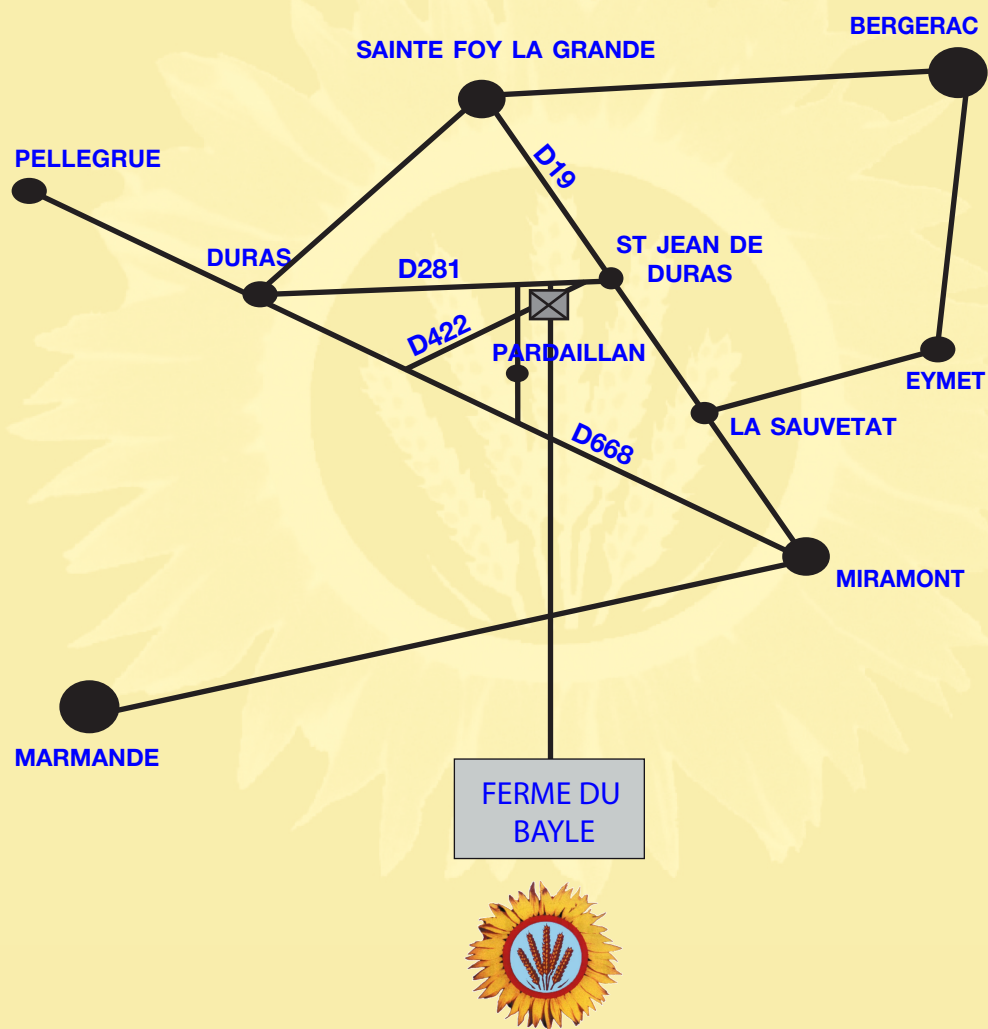 BERGERAC
SAINTE FOY LA GRANDE
PELLEGRUE
D19
ST JEAN DE
DURAS
DURAS
D281
D422
PARDAILLAN
EYMET
LA SAUVETAT
D668
MIRAMONT
MARMANDE
FERME DU
BAYLE